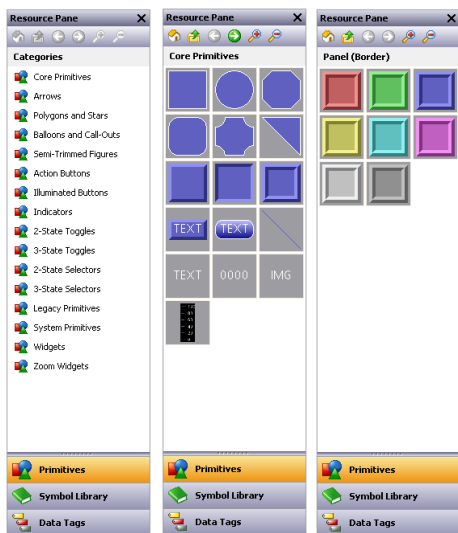 Resource Pane
Categories
Core Primitives
Arrows
Polygons and Stars
Balloons and Call-Outs
Semi-Trimmed Figures
Action Buttons
Illuminated Buttons
Indicators
2-State Toggles
3-State Toggles
2-State Selectors
3-State Selectors
Legacy Primitives
System Primitives
Widgets
Zoom Widgets
Primitives
Symbol Library
Data Tags
Resource Pane
Core Primitives
TEXT TEXT
TEXT 0000 IMG
Primitives
Symbol Library
Data Tags
Resource Pane
Panel (Border)
Primitives
Symbol Library
Data Tags